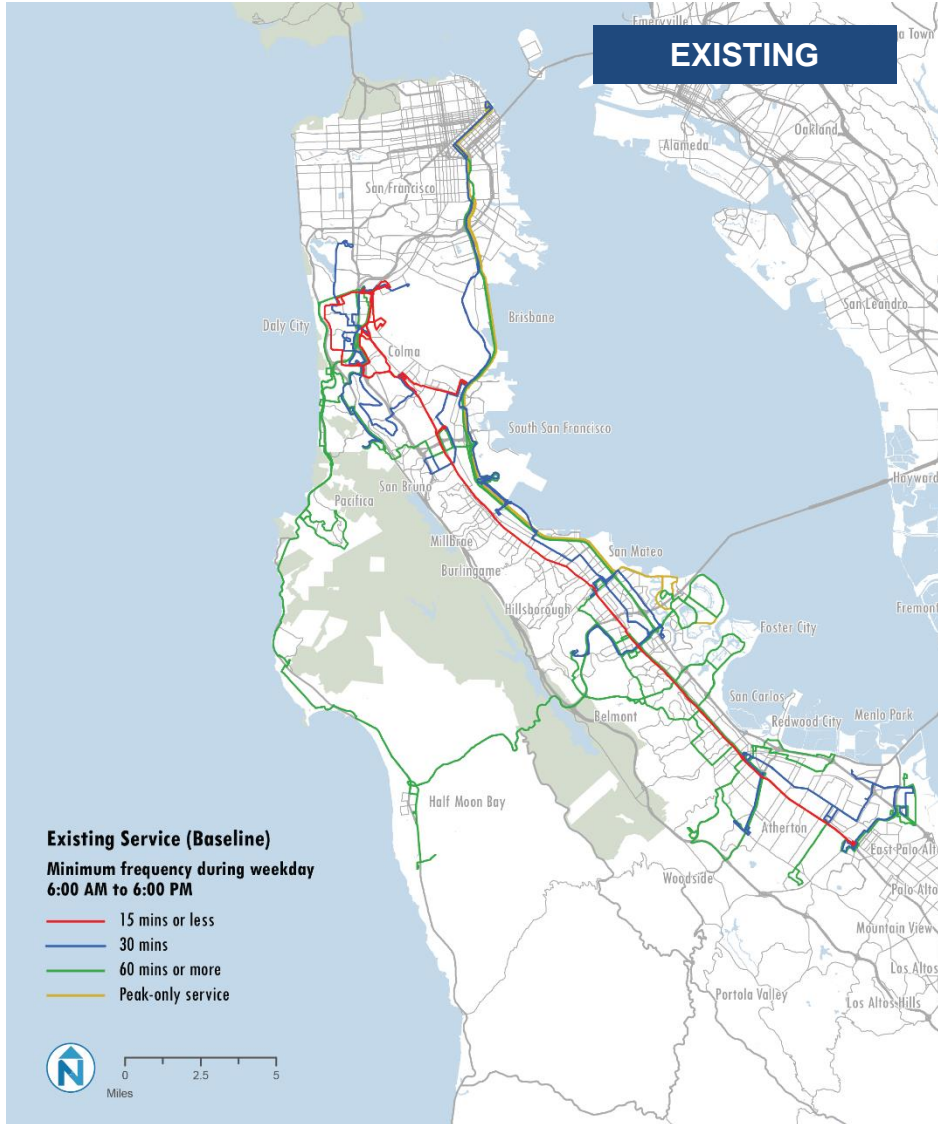 Emeryville
EXISTING
Town
Oakland
Alameda
San Francisco
San Leandro
Daly City
Brisbane
Colma
South San Francisco
Hayward
San Bruno
Pacifica
Millbrae
San Mateo
Burlingame
Hillsborough
Fremont
Foster City
San Carlos
Belmont
Redwood City
Menlo Park
Half Moon Bay
Atherton
East Palo Alto
Woodside
Palo Alto
Mountain View
Los Altos
Portola Valley
Los Altos Hills
Existing Service (Baseline)
Minimum frequency during weekday
6:00 AM to 6:00 PM
15 mins or less
30 mins
60 mins or more
Peak-only service
N
0 2.5 5
Miles